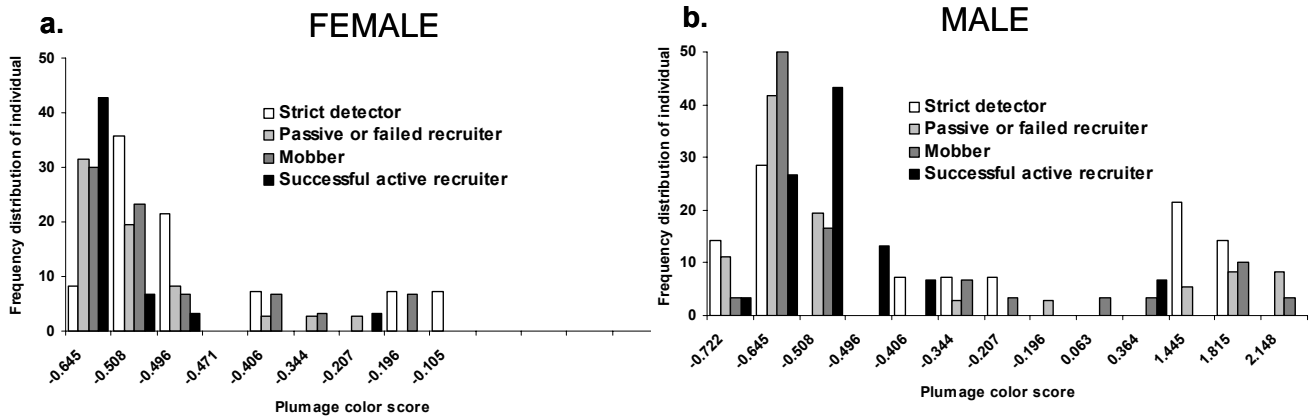 a.
FEMALE
Frequency distribution of individual
50
40
30
20
10
0
Strict detector
Passive or failed recruiter
Mobber
Successful active recruiter
-0.645
-0.508
-0.496
-0.471
-0.406
-0.344
-0.207
-0.196
-0.105
Plumage color score
b.
MALE
Frequency distribution of individual
50
40
30
20
10
0
Strict detector
Passive or failed recruiter
Mobber
Successful active recruiter
-0.722
-0.645
-0.508
-0.496
-0.406
-0.344
-0.207
-0.196
0.063
0.364
1.445
1.815
2.148
Plumage color score